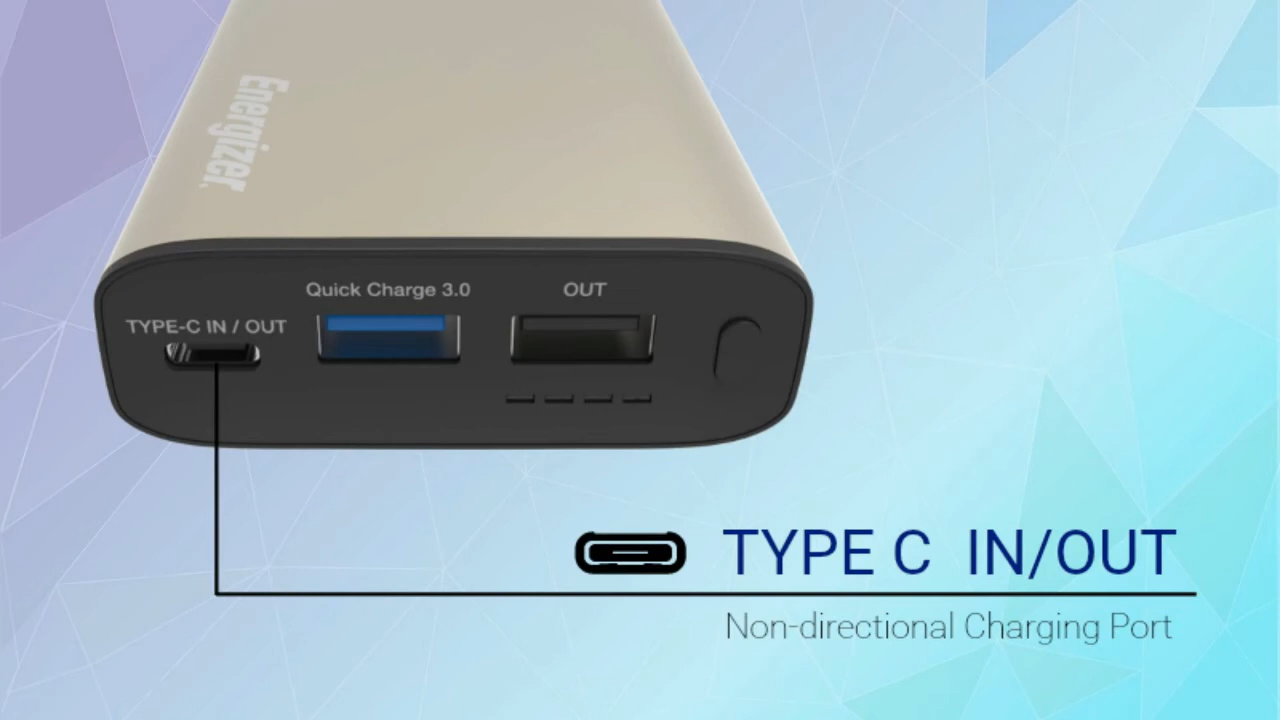 Energizer
Quick Charge 3.0
OUT
TYPE-C IN / OUT
TYPE C IN/OUT
Non-directional Charging Port